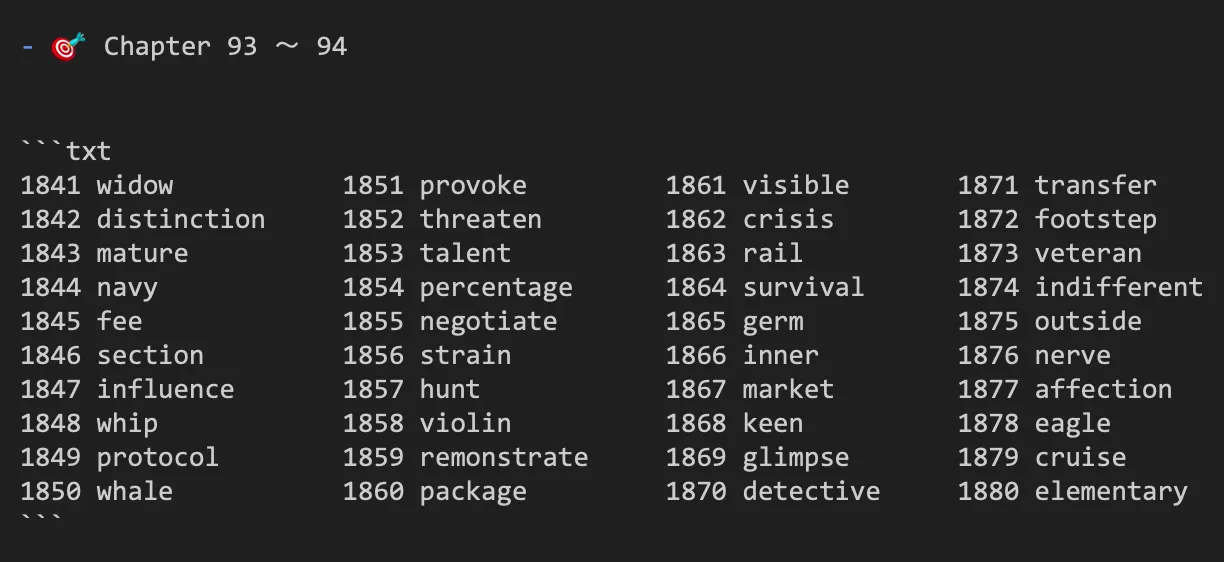 - 🎯 Chapter 93 ～ 94
```txt
1841 widow 1851 provoke 1861 visible 1871 transfer
1842 distinction 1852 threaten 1862 crisis 1872 footstep
1843 mature 1853 talent 1863 rail 1873 veteran
1844 navy 1854 percentage 1864 survival 1874 indifferent
1845 fee 1855 negotiate 1865 germ 1875 outside
1846 section 1856 strain 1866 inner 1876 nerve
1847 influence 1857 hunt 1867 market 1877 affection
1848 whip 1858 violin 1868 keen 1878 eagle
1849 protocol 1859 remonstrate 1869 glimpse 1879 cruise
1850 whale 1860 package 1870 detective 1880 elementary
```